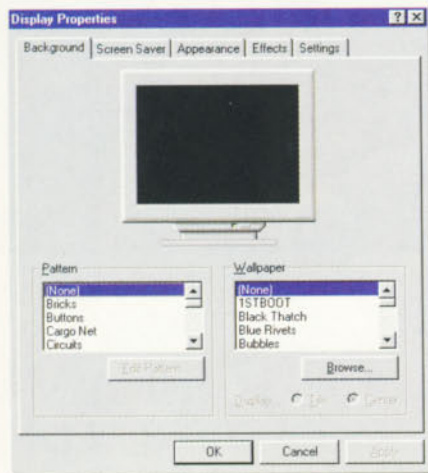 Display Properties
? X
Background Screen Saver Appearance Effects Settings
Pattern
(None)
Bricks
Buttons
Cargo Net
Circuits
Edit Pattern...
Wallpaper
(None)
1STBOOT
Black Thatch
Blue Rivets
Bubbles
Browse...
Display: Tile Center
OK Cancel Apply